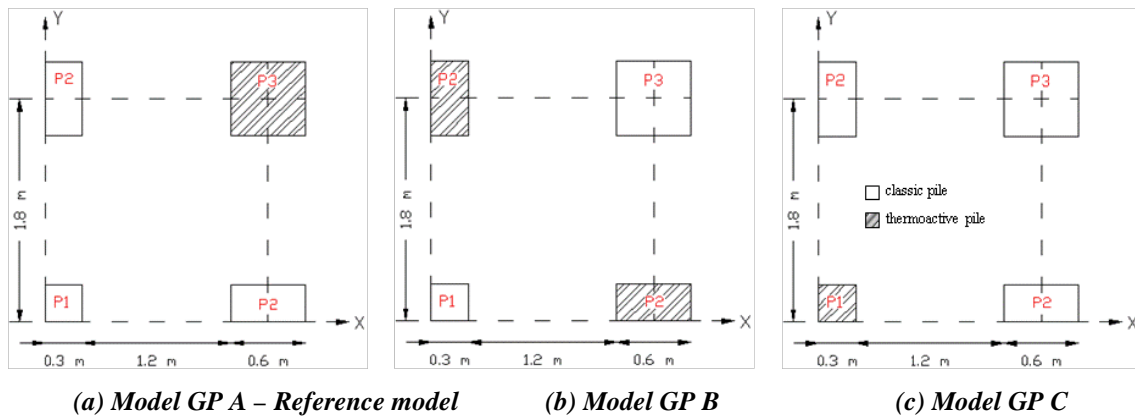 Y
P2
P3
1.8 m
P1
P2
X
0.3 m
1.2 m
0.6 m
(a) Model GP A – Reference model
Y
P2
P3
1.8 m
P1
P2
X
0.3 m
1.2 m
0.6 m
(b) Model GP B
Y
P2
P3
classic pile
thermoactive pile
1.8 m
P1
P2
X
0.3 m
1.2 m
0.6 m
(c) Model GP C